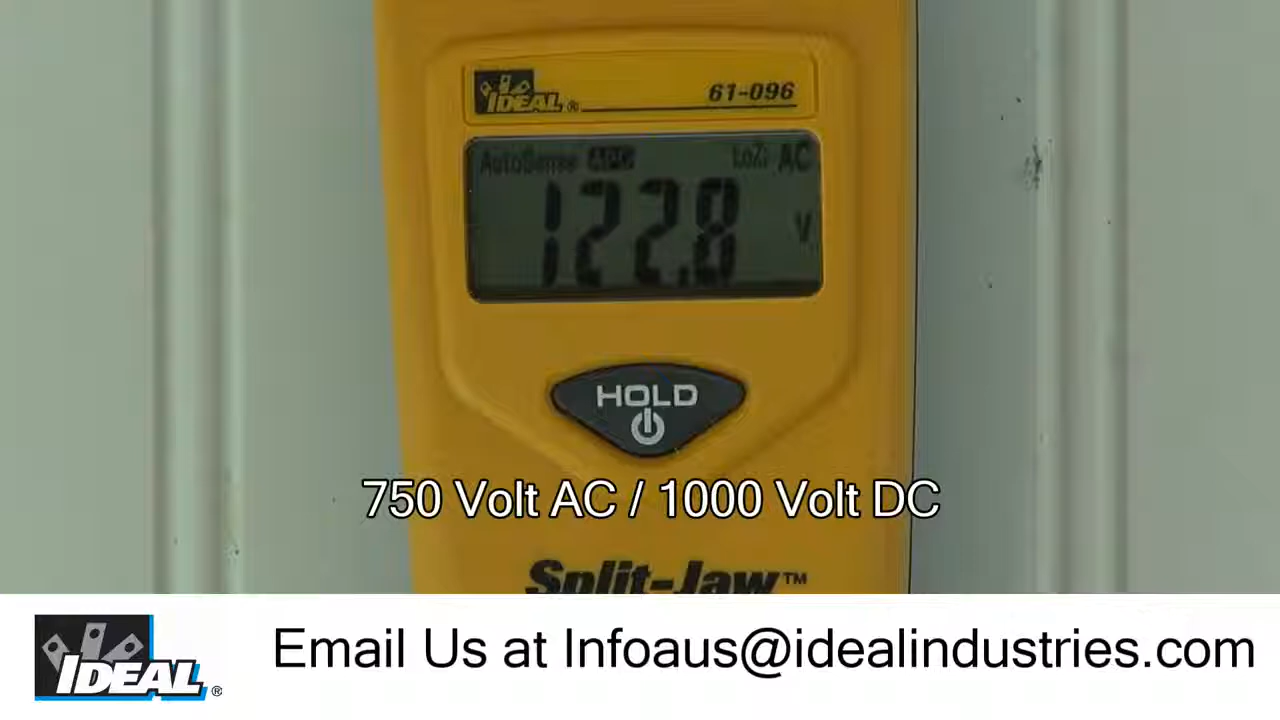 IDEAL®
61-096
AutoSense APO LoZ AC
122.8 V
HOLD
750 Volt AC / 1000 Volt DC
Split-Jaw™
IDEAL®
Email Us at Infoaus@idealindustries.com